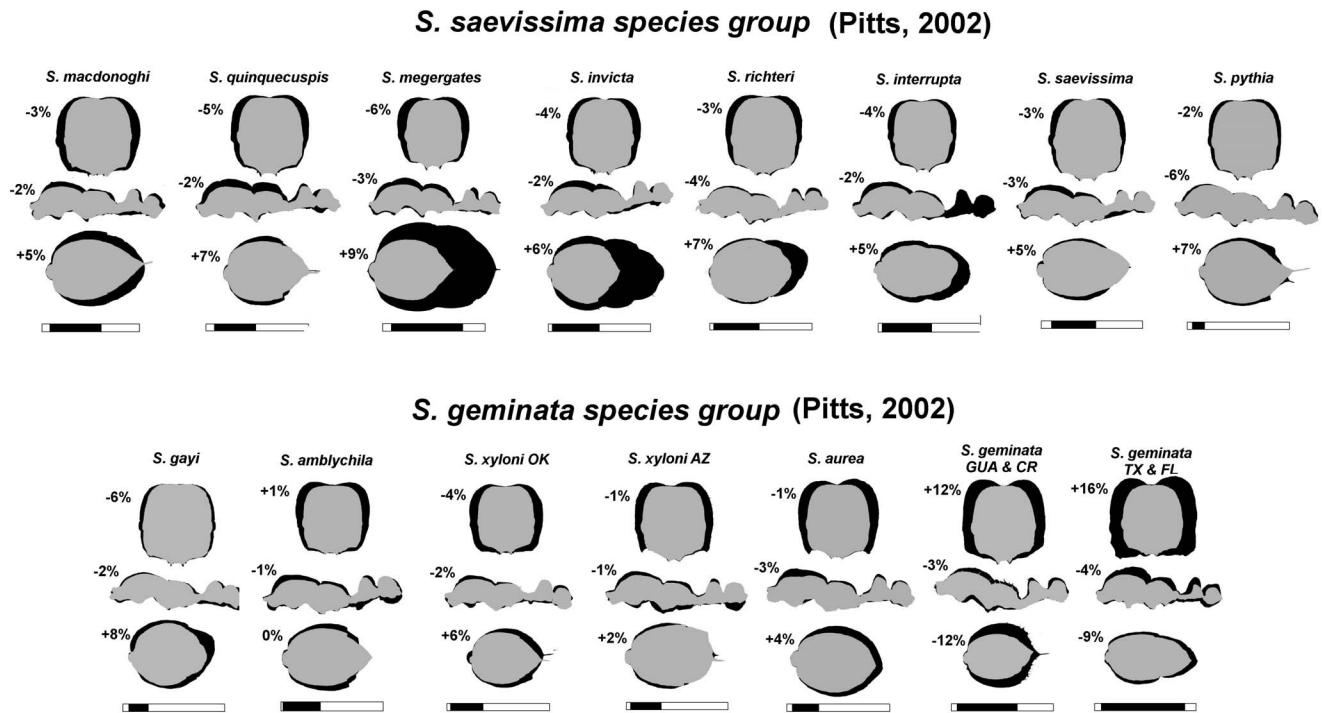 S. saevissima species group (Pitts, 2002)
S. macdonoghi S. quinquecuspis S. megergates S. invicta S. richteri S. interrupta S. saevissima S. pythia
-3% -5% -6% -4% -3% -4% -3% -2%
-2% -2% -3% -2% -4% -2% -3% -6%
+5% +7% +9% +6% +7% +5% +5% +7%
S. geminata species group (Pitts, 2002)
S. gayi S. amblychila S. xyloni OK S. xyloni AZ S. aurea S. geminata S. geminata
GUA & CR TX & FL
-6% +1% -4% -1% -1% +12% +16%
-2% -1% -2% -1% -3% -3% -4%
+8% 0% +6% +2% +4% -12% -9%